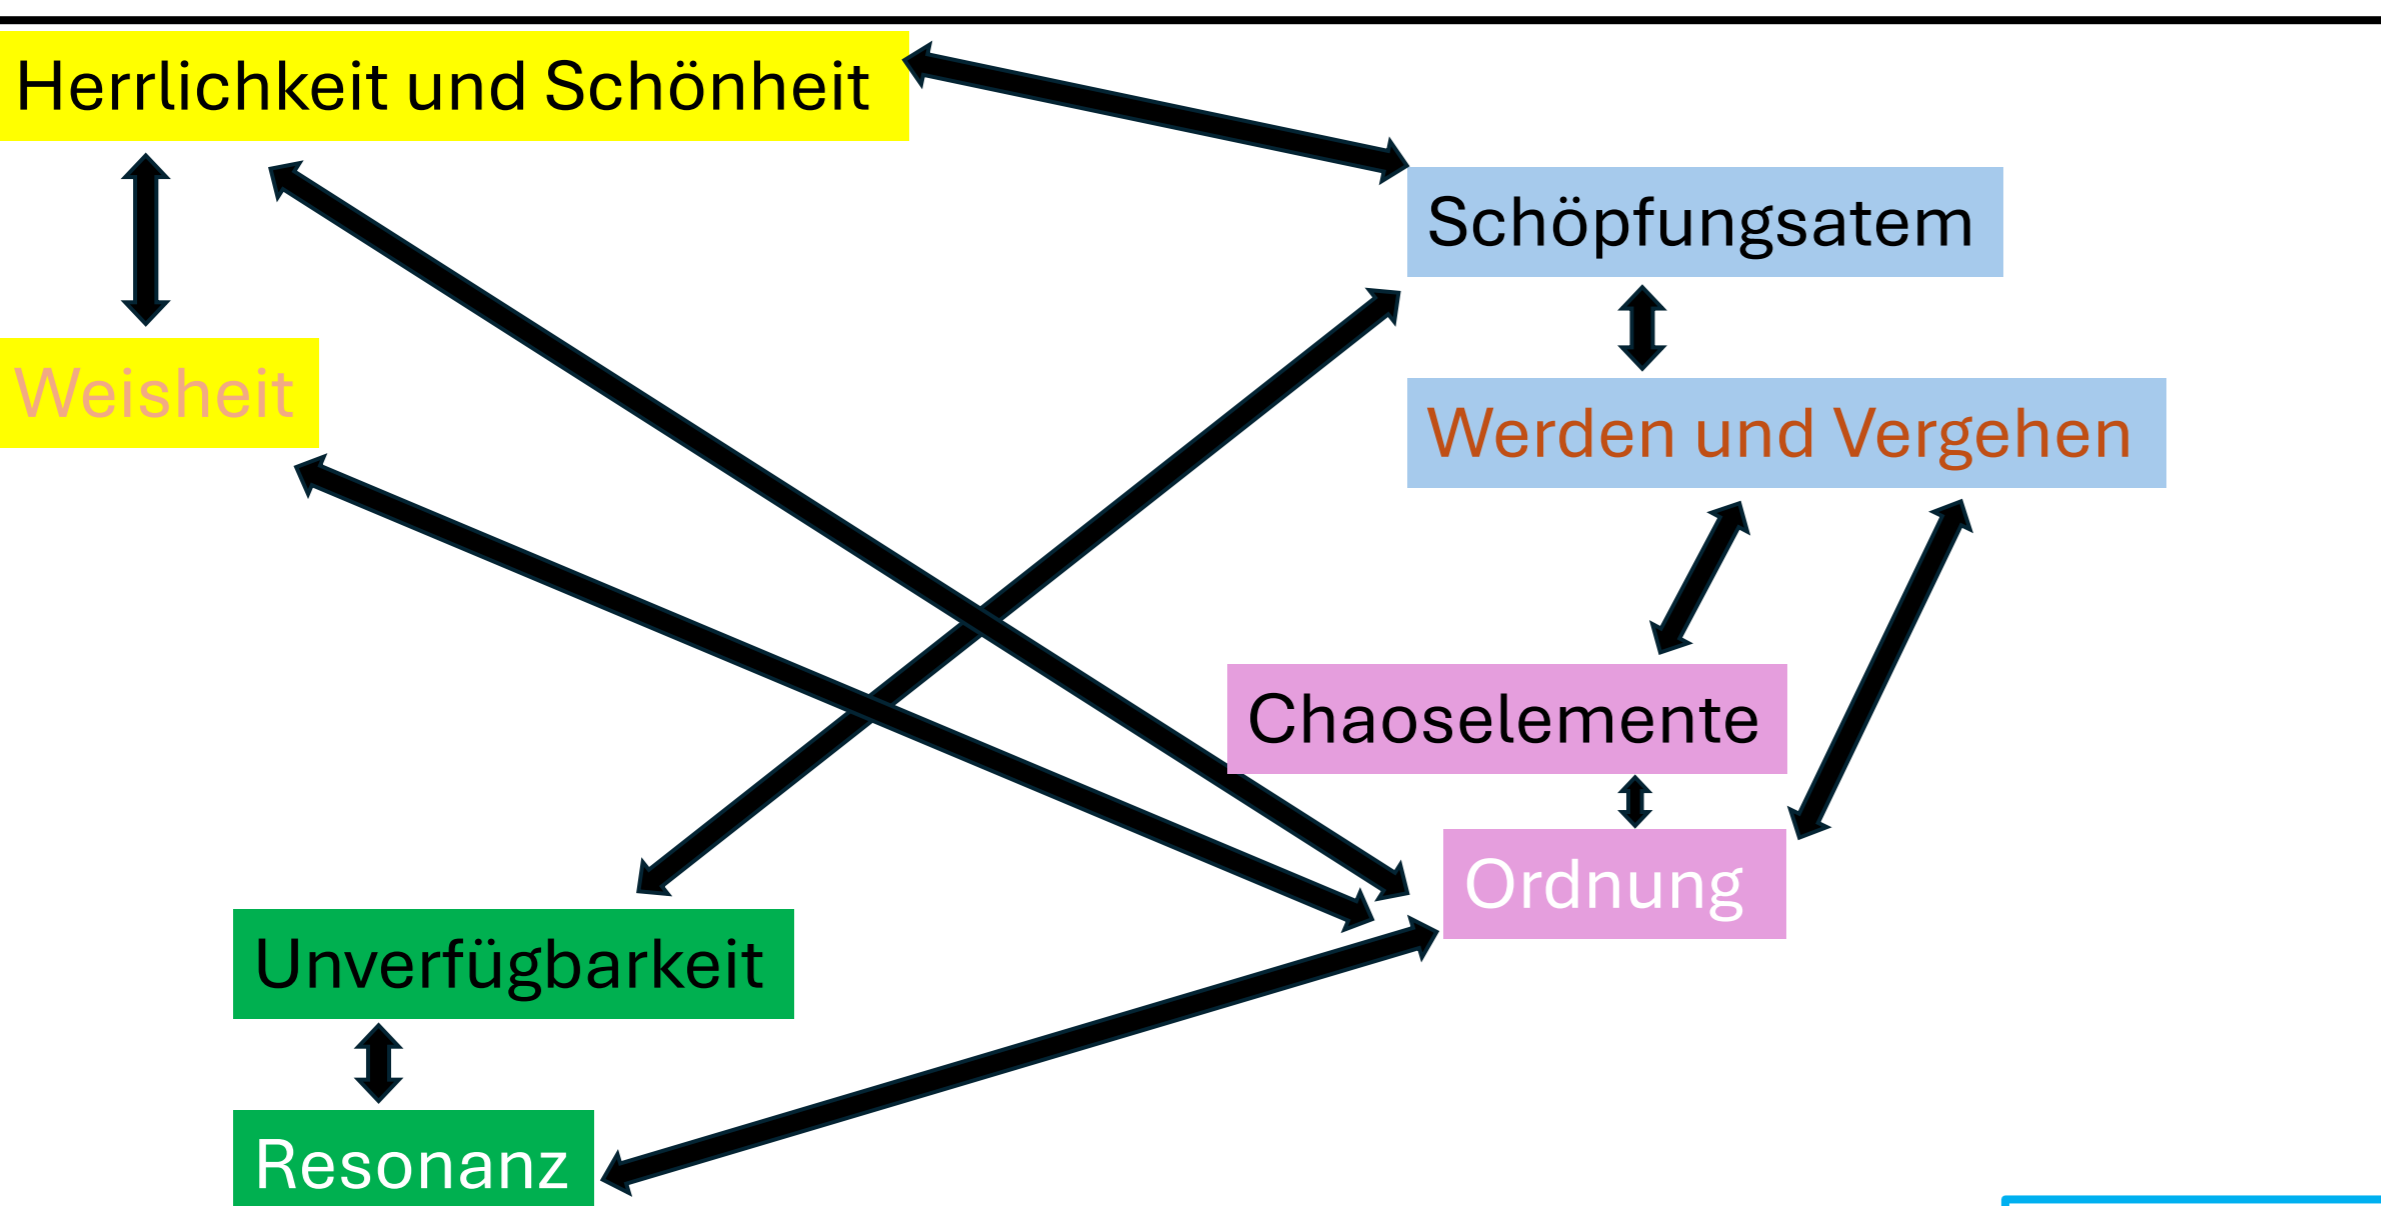 Herrlichkeit und Schönheit
Schöpfungsatem
Weisheit
Werden und Vergehen
Chaoselemente
Ordnung
Unverfügbarkeit
Resonanz